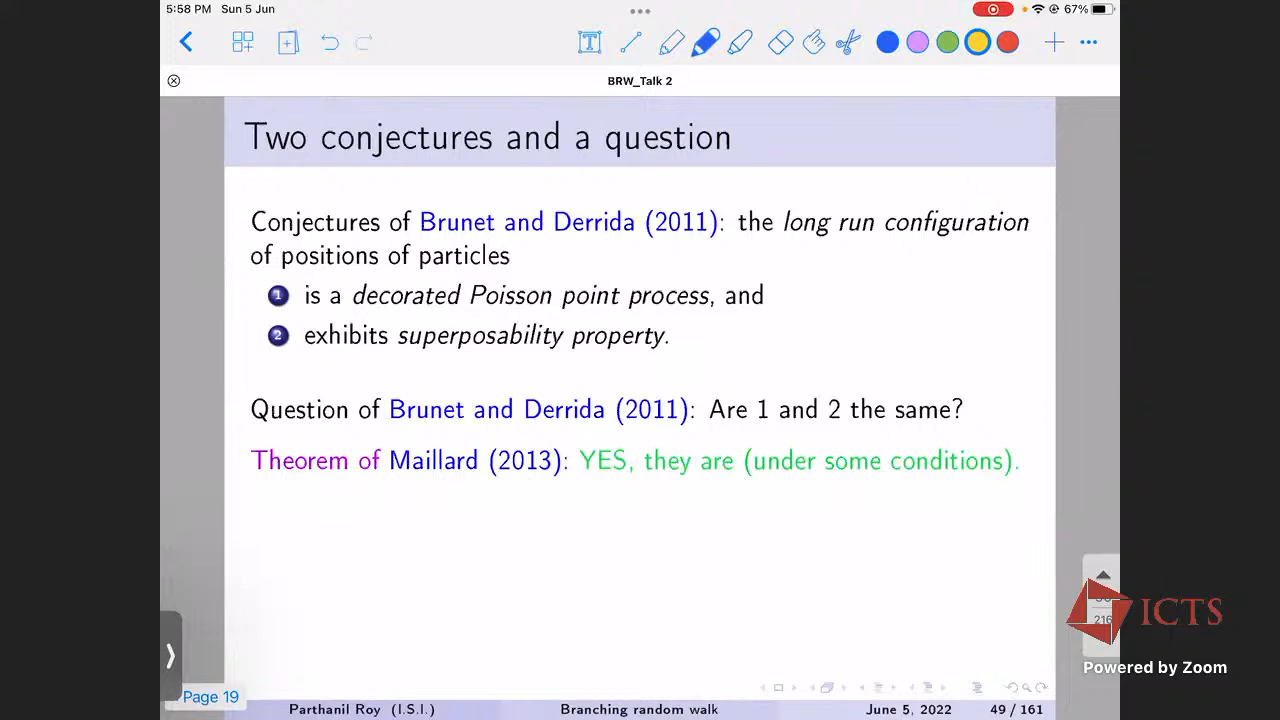 5:58 PM Sun 5 Jun
67%
BRW_Talk 2
Two conjectures and a question
Conjectures of Brunet and Derrida (2011): the long run configuration
of positions of particles
1 is a decorated Poisson point process, and
2 exhibits superposability property.
Question of Brunet and Derrida (2011): Are 1 and 2 the same?
Theorem of Maillard (2013): YES, they are (under some conditions).
ICTS
216
Powered by Zoom
Page 19
Parthanil Roy (I.S.I.) Branching random walk June 5, 2022 49 / 161